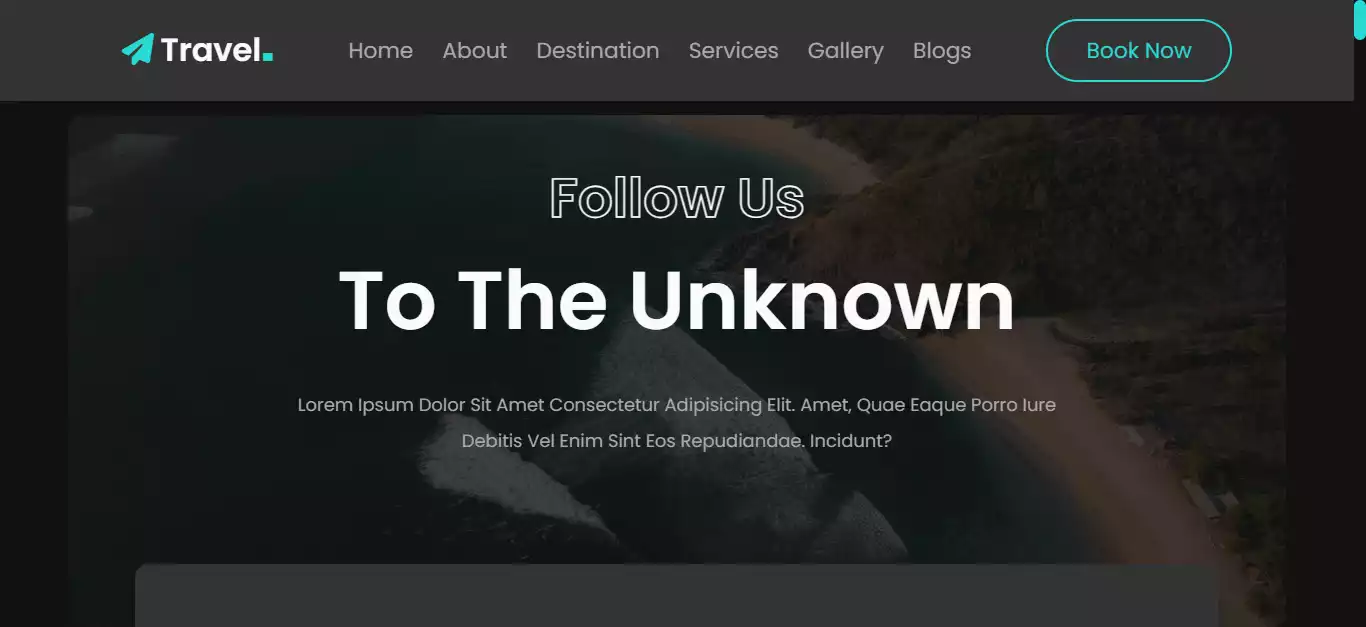 Travel.
Home About Destination Services Gallery Blogs
Book Now
Follow Us
To The Unknown
Lorem Ipsum Dolor Sit Amet Consectetur Adipisicing Elit. Amet, Quae Eaque Porro Iure
Debitis Vel Enim Sint Eos Repudiandae. Incidunt?